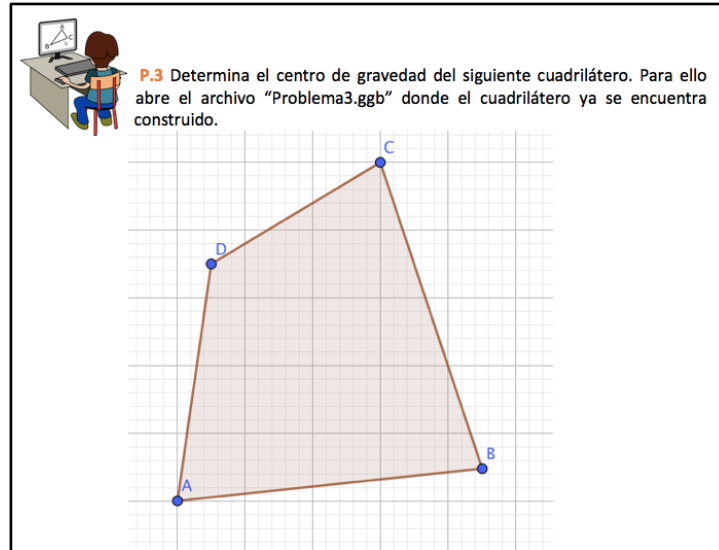 P.3 Determina el centro de gravedad del siguiente cuadrilátero. Para ello
abre el archivo “Problema3.ggb” donde el cuadrilátero ya se encuentra
construido.
A
B
C
C
D
B
A